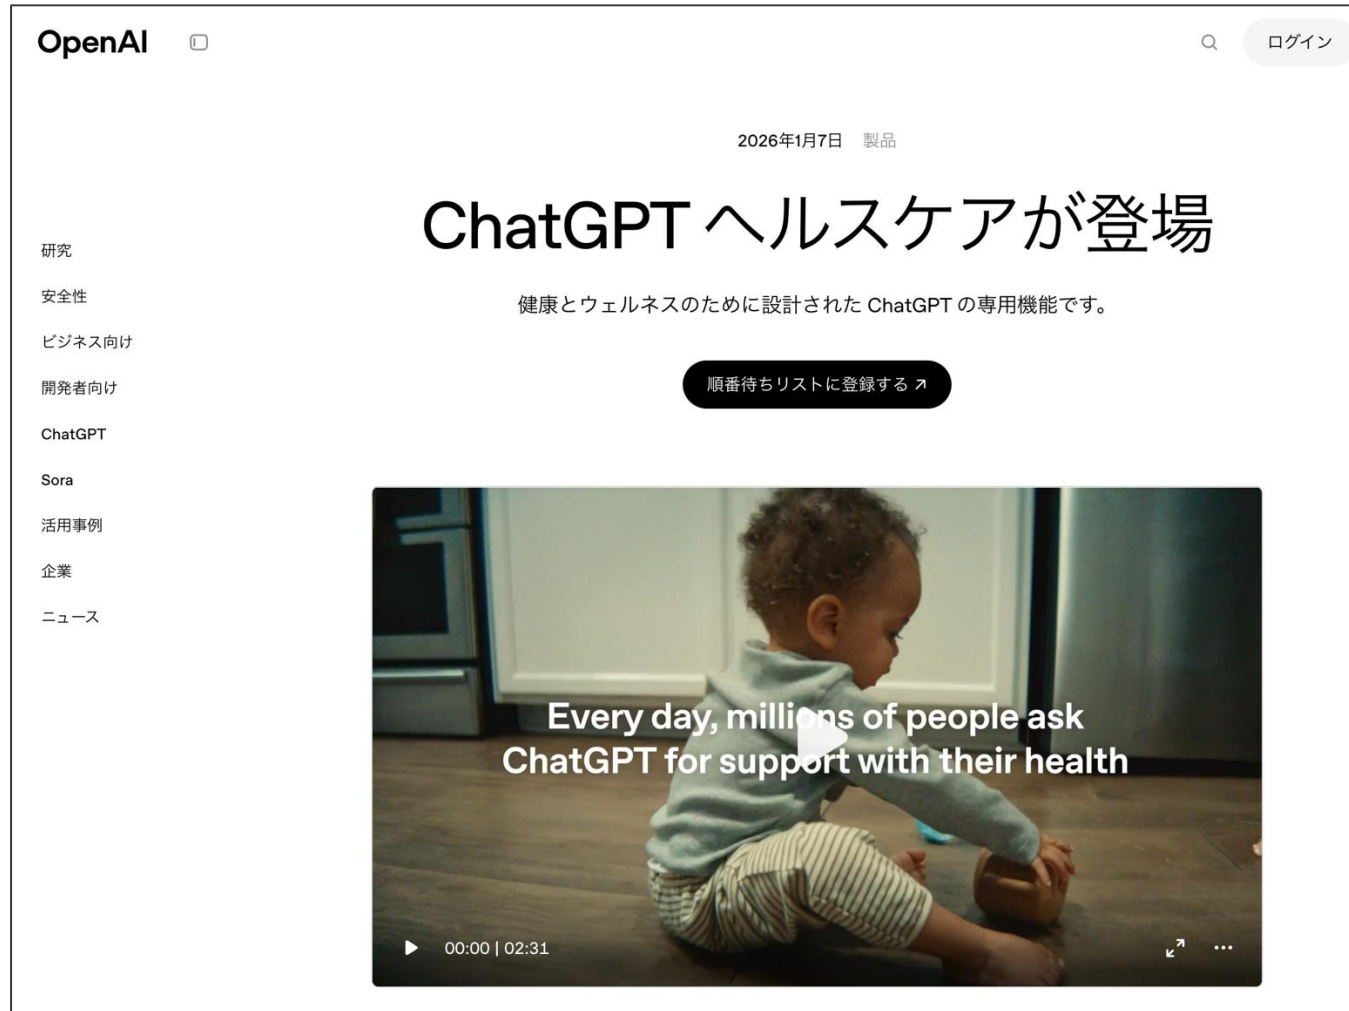 OpenAI
ログイン
2026年1月7日 製品
ChatGPT ヘルスケアが登場
健康とウェルネスのために設計された ChatGPT の専用機能です。
順番待ちリストに登録する ↗
研究
安全性
ビジネス向け
開発者向け
ChatGPT
Sora
活用事例
企業
ニュース
Every day, millions of people ask
ChatGPT for support with their health
00:00 | 02:31